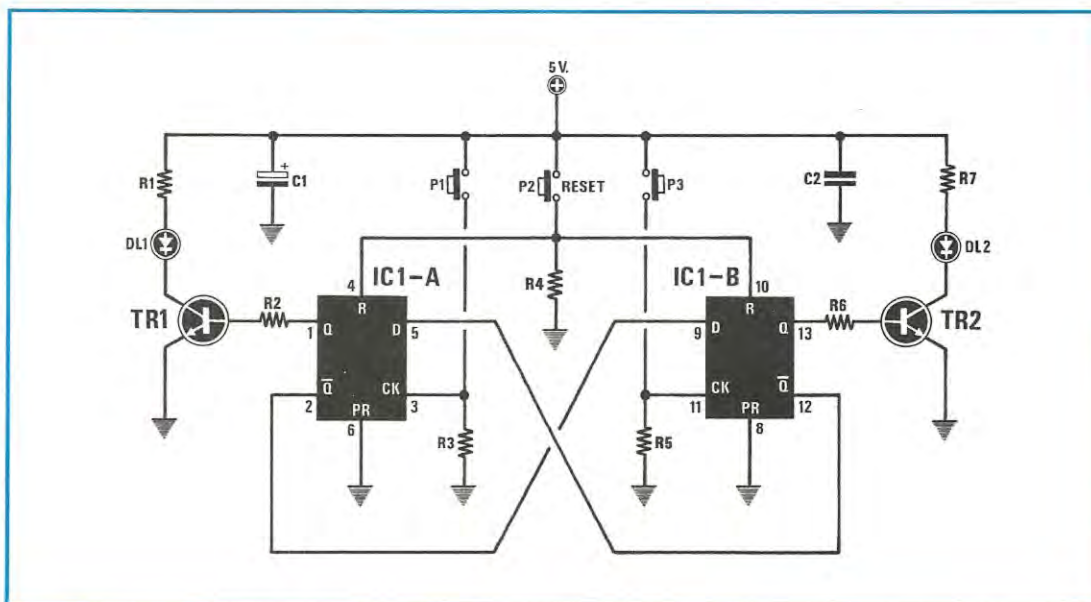 5 V.
R1
C1
P1
P2
RESET
P3
C2
R7
DL1
DL2
IC1-A
IC1-B
R4
4
R
10
R
TR1
R2
1
Q
D
5
9
D
Q
13
R6
TR2
2
Q̅
CK
3
PR
6
R3
R5
11
CK
Q̅
12
PR
8